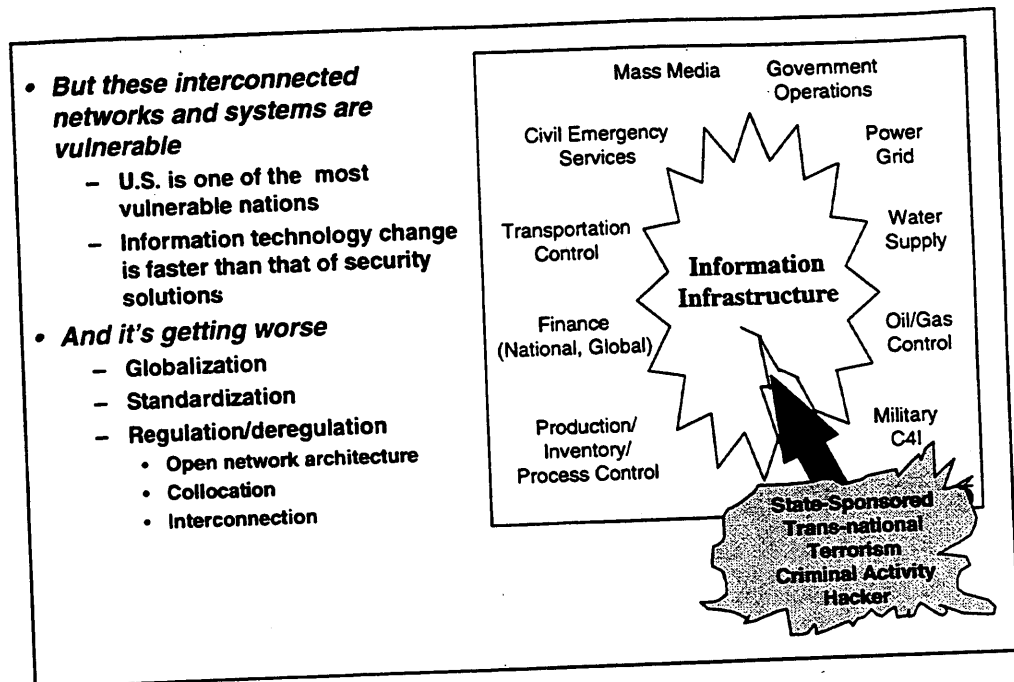 • But these interconnected
networks and systems are
vulnerable
– U.S. is one of the most
vulnerable nations
– Information technology change
is faster than that of security
solutions
• And it's getting worse
– Globalization
– Standardization
– Regulation/deregulation
• Open network architecture
• Collocation
• Interconnection
Mass Media
Government
Operations
Civil Emergency
Services
Power
Grid
Transportation
Control
Water
Supply
Information
Infrastructure
Finance
(National, Global)
Oil/Gas
Control
Production/
Inventory/
Process Control
Military
C4I
State-Sponsored
Trans-national
Terrorism
Criminal Activity
Hacker